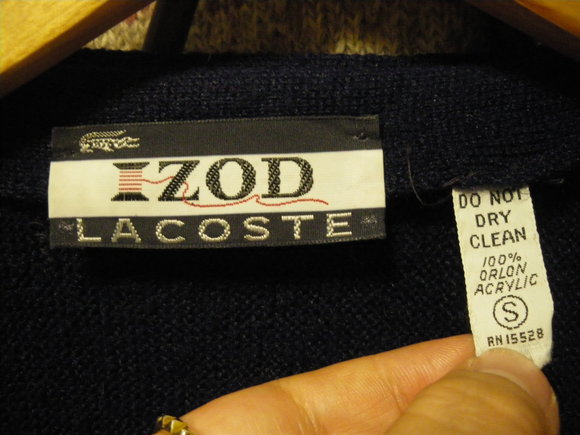 IZOD
LACOSTE
DO NOT
DRY
CLEAN
100%
ORLON
ACRYLIC
S
RN15528